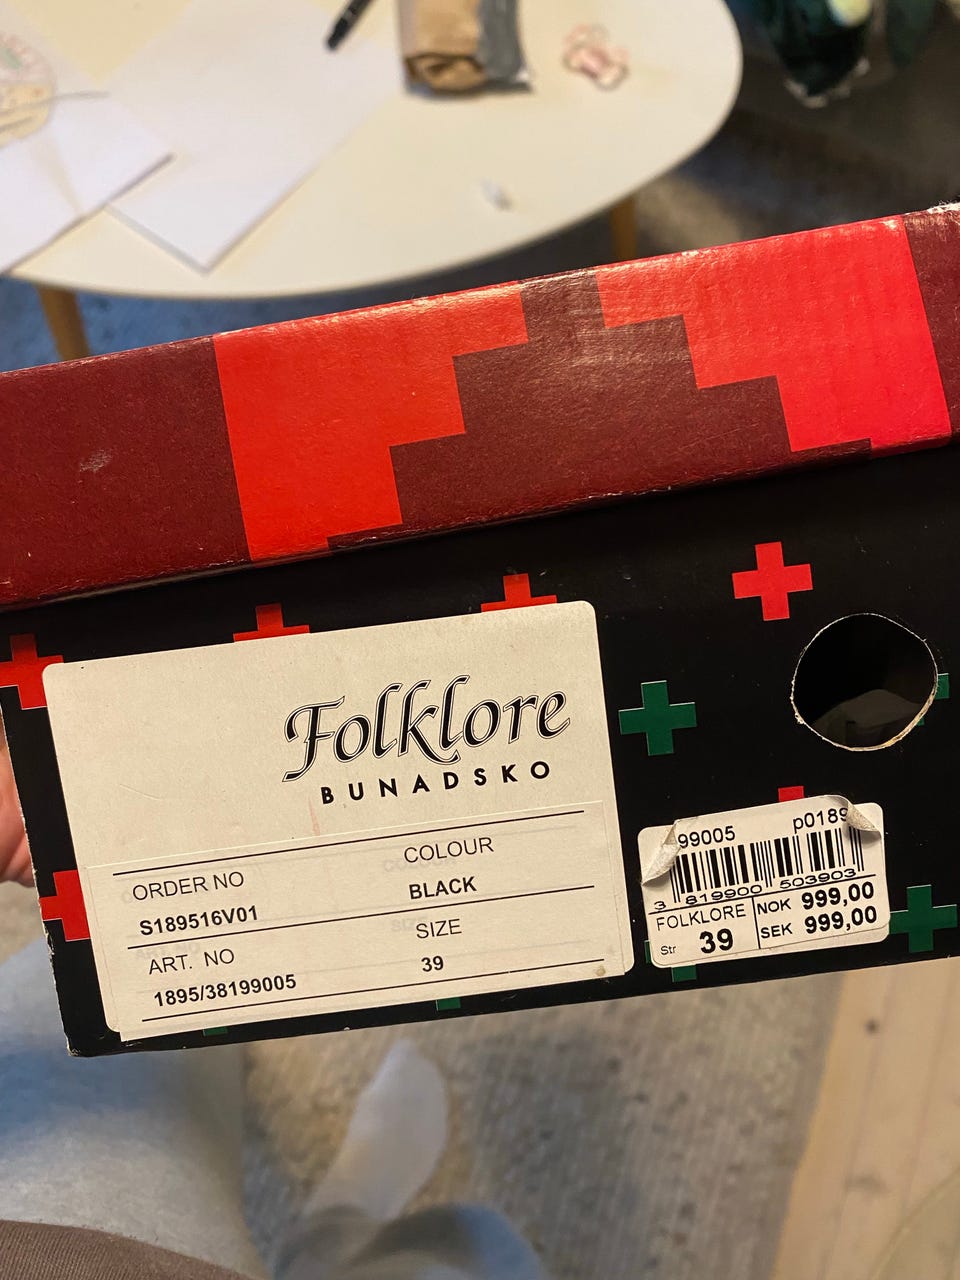 Folklore
BUNADSKO
ORDER NO
COLOUR
S189516V01
BLACK
ART. NO
SIZE
1895/38199005
39
99005 p0189
3 819900 503903
FOLKLORE
NOK 999,00
Str 39
SEK 999,00